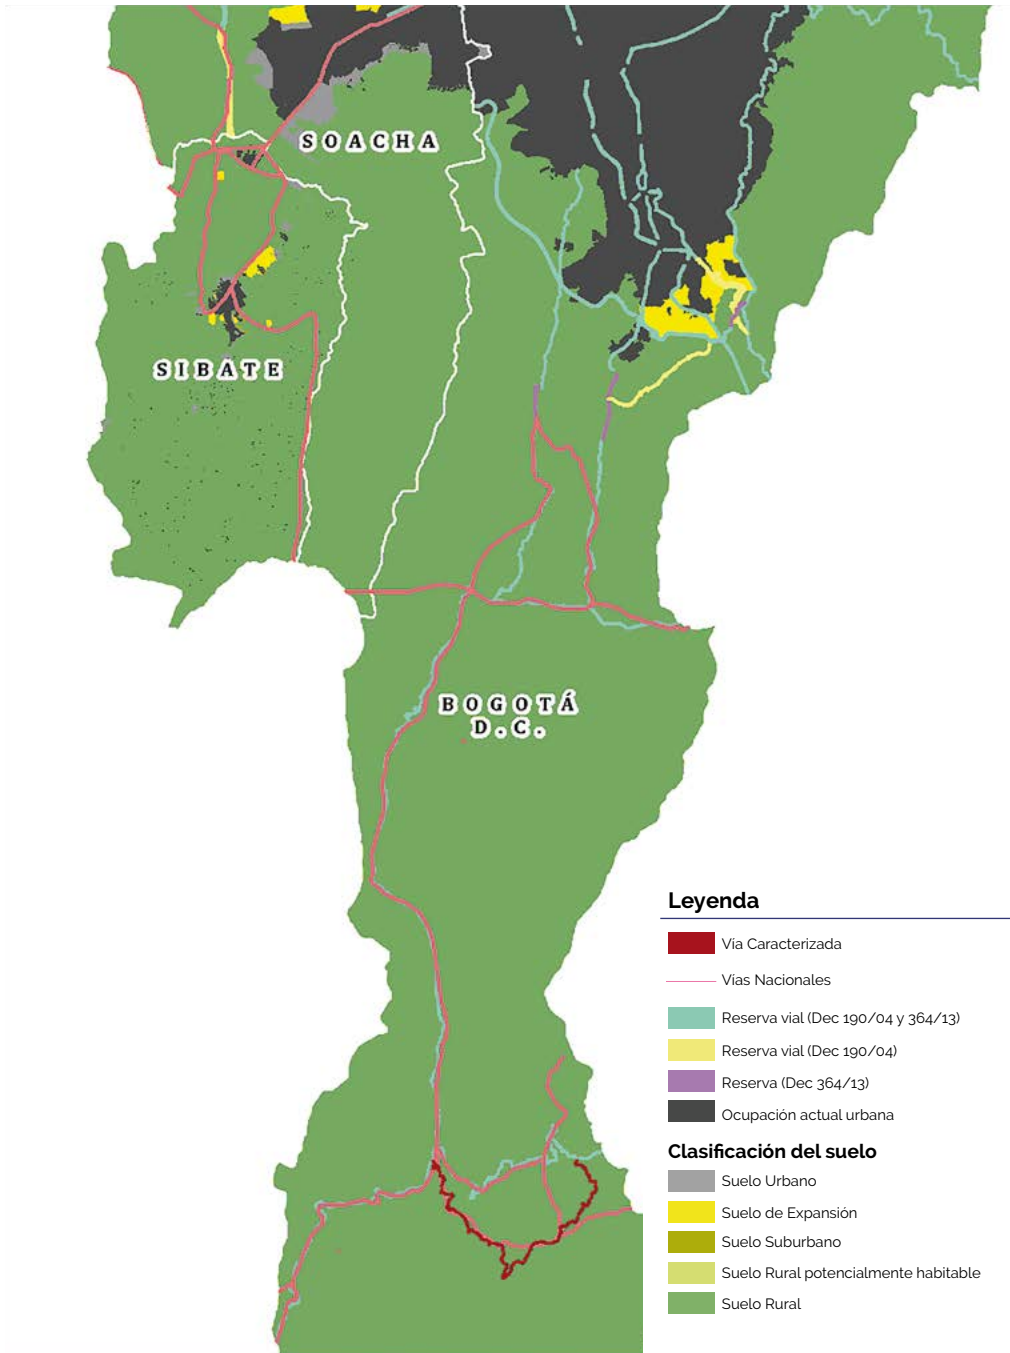 SOACHA
SIBATE
BOGOTÁ
D.C.
Leyenda
Vía Caracterizada
Vías Nacionales
Reserva vial (Dec 190/04 y 364/13)
Reserva vial (Dec 190/04)
Reserva (Dec 364/13)
Ocupación actual urbana
Clasificación del suelo
Suelo Urbano
Suelo de Expansión
Suelo Suburbano
Suelo Rural potencialmente habitable
Suelo Rural